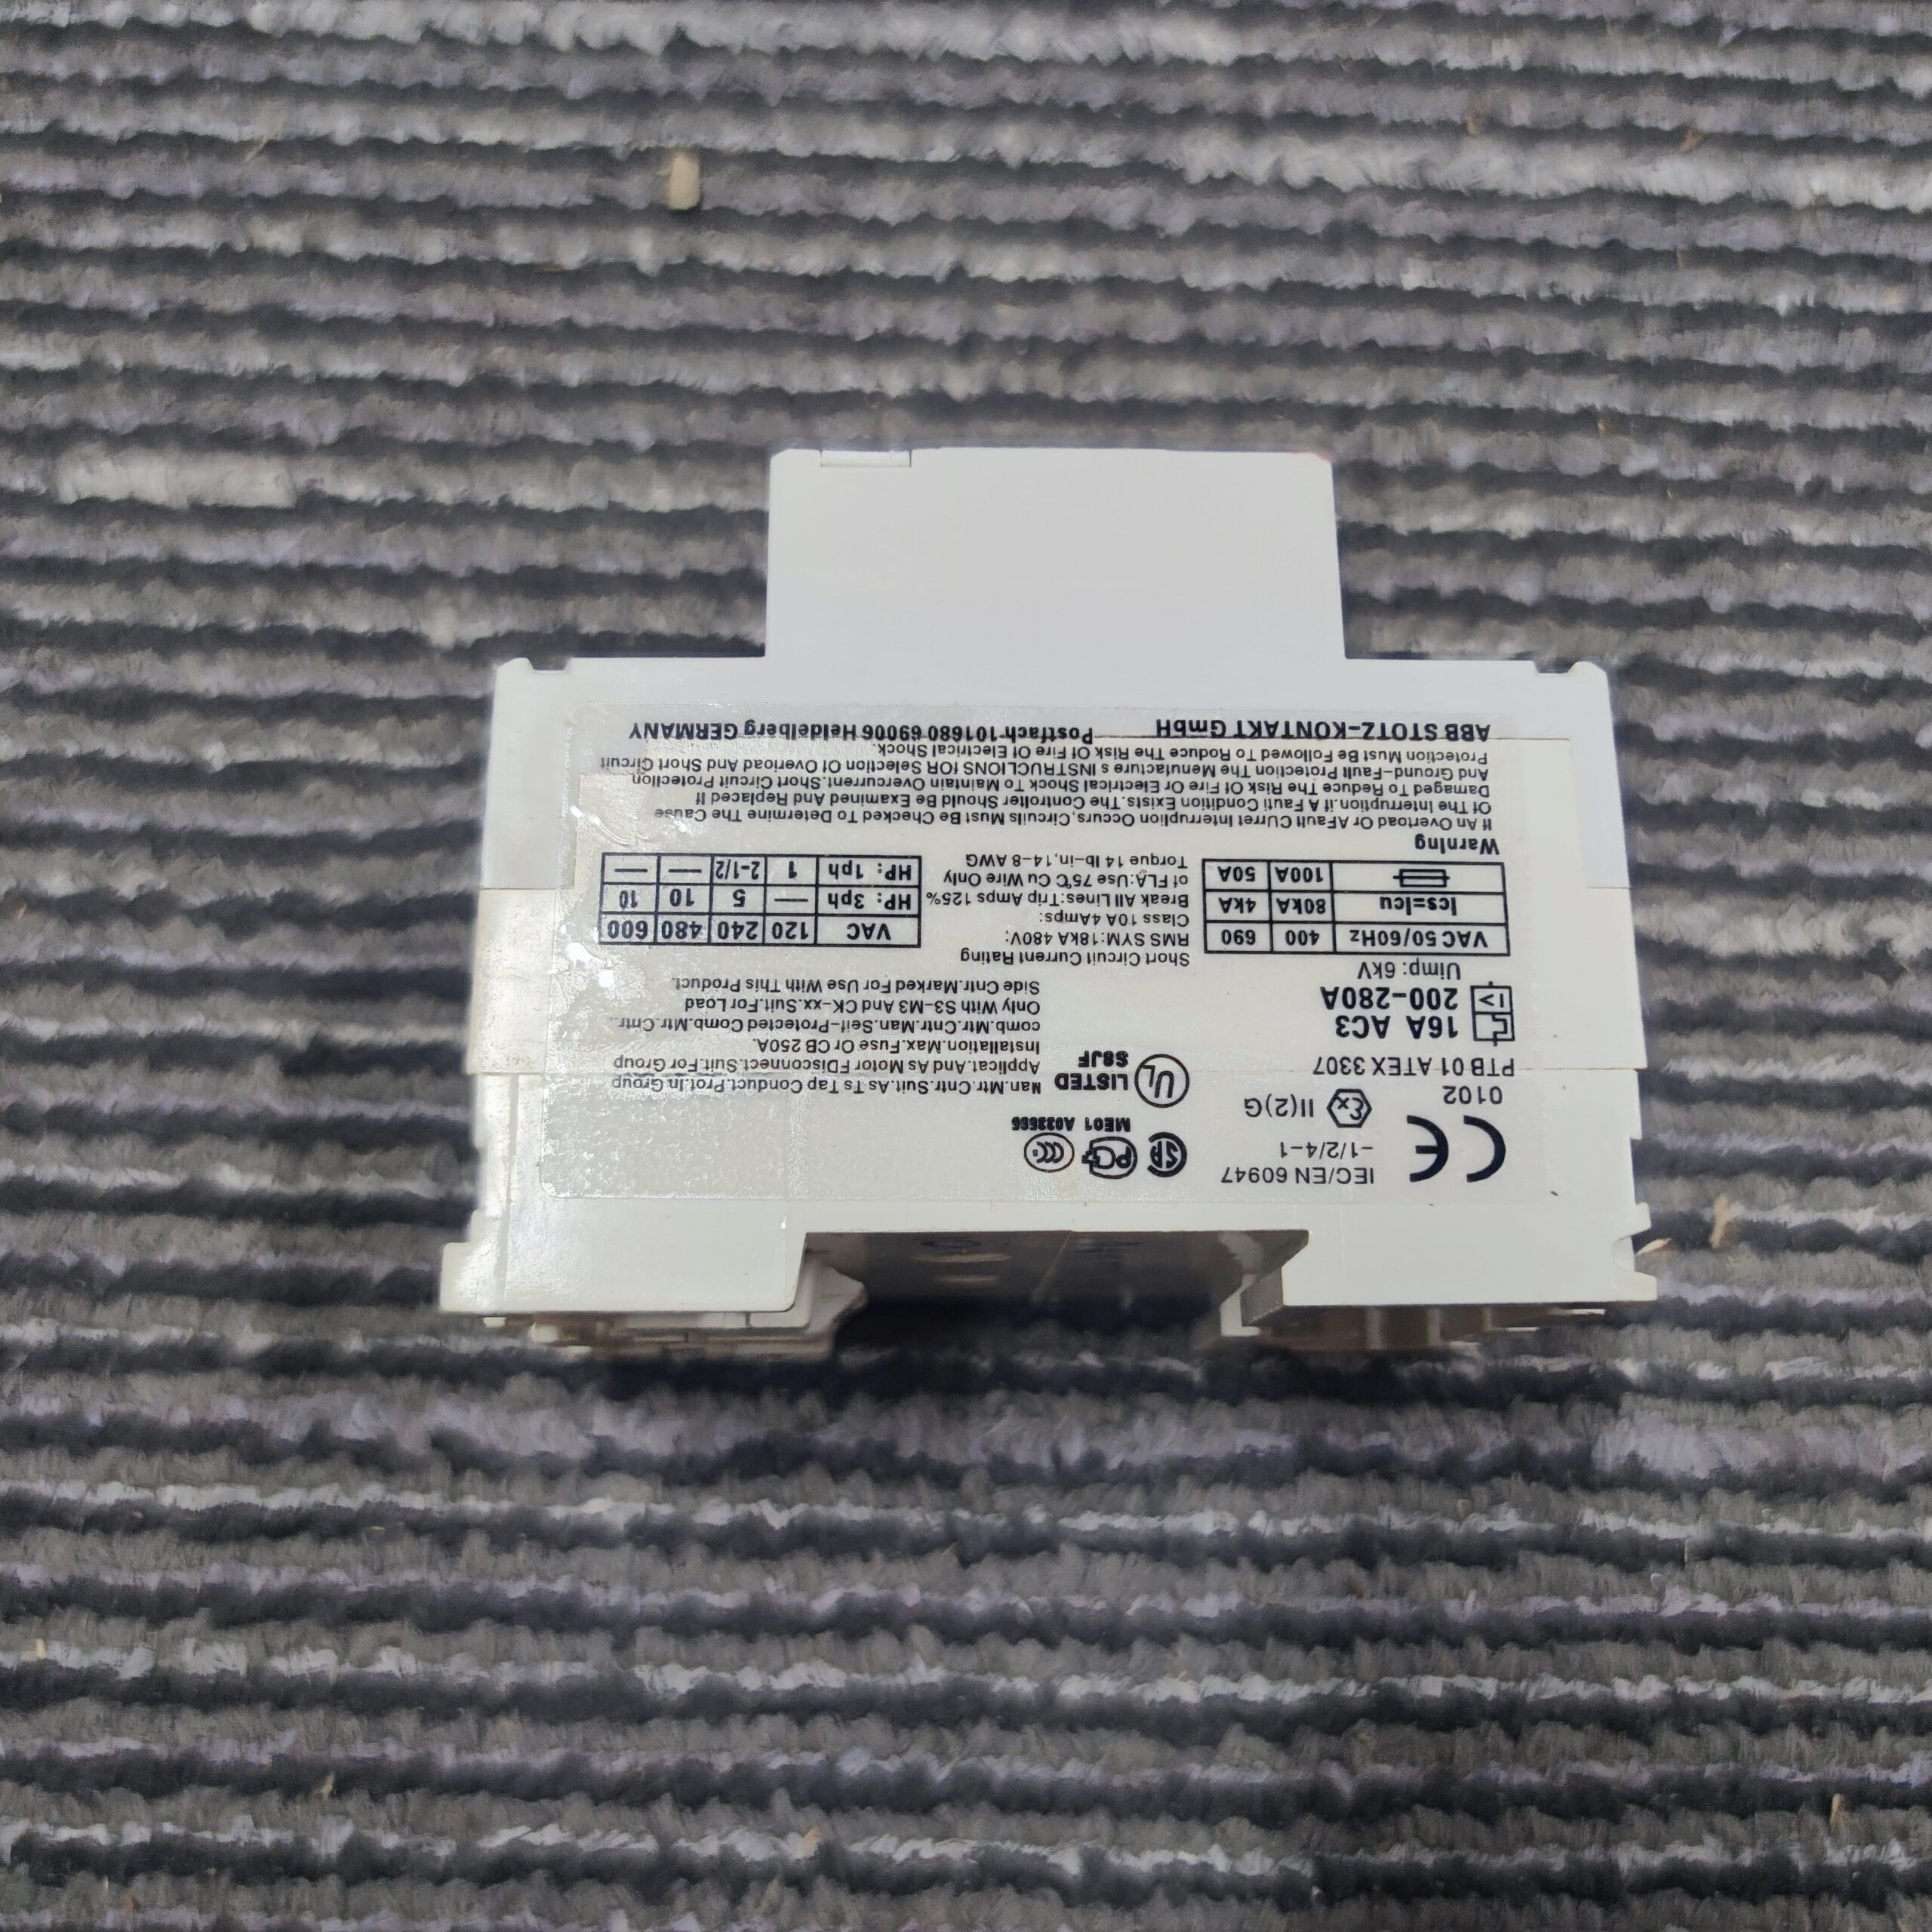 CE
IEC/EN 60947
-1/2/4-1
0102
Ex II(2)G
PTB 01 ATEX 3307
16A AC3
200-280A
Uimp: 6kV
VAC 50/60Hz 400 690
Ics=Icu 80kA 4kA
100A 50A
ME01 A033666
UL LISTED
S8JF
Man.Mtr.Cntr.Suit.As Ts Tap Conduct.Prot.In Group
Applicat.And As Motor FDisconnect.Suit.For Group
Installation.Max.Fuse Or CB 250A.
comb.Mtr.Cntr.Man.Self-Protected Comb.Mtr.Cntr.
Only With S3-M3 And CK-xx.Suit.For Load
Side Cntr.Marked For Use With This Product.
Short Circuit Current Rating
RMS SYM:18kA 480V;
Class 10A 4Amps:
Break All Lines:Trip Amps 125%
of FLA:Use 75℃ Cu Wire Only
Torque 14 lb-in,14-8 AWG
VAC 120 240 480 600
HP: 3ph — 5 10 10
HP: 1ph 1 2-1/2 — —
Warning
If An Overload Or AFault CUrret Interruplion Occurs,Circuils Must Be Checked To Determine The Cause
Of The Interruption.if A Fauti Condition Exists.The Controller Should Be Examined And Replaced If
Damaged To Reduce The Risk Of Fire Or Electrical Shock To Maintain Overcurrent.Short Circuit Protection
And Ground-Fault Protection The Manufacture s INSTRUCLIONS fOR Selection Of Overload And Short Circuit
Protection Must Be Followed To Roduce The Risk Of Fire Of Electrical Shock.
ABB STOTZ-KONTAKT GmbH Postfach 101680 69006 Heidelberg GERMANY